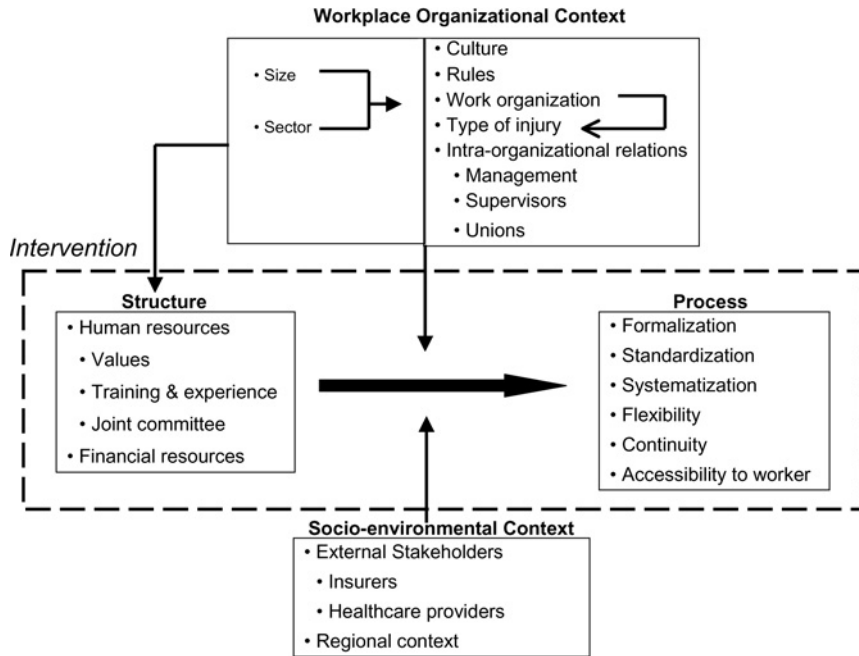 Workplace Organizational Context
• Size
• Sector
• Culture
• Rules
• Work organization
• Type of injury
• Intra-organizational relations
• Management
• Supervisors
• Unions
Intervention
Structure
• Human resources
• Values
• Training & experience
• Joint committee
• Financial resources
Process
• Formalization
• Standardization
• Systematization
• Flexibility
• Continuity
• Accessibility to worker
Socio-environmental Context
• External Stakeholders
• Insurers
• Healthcare providers
• Regional context